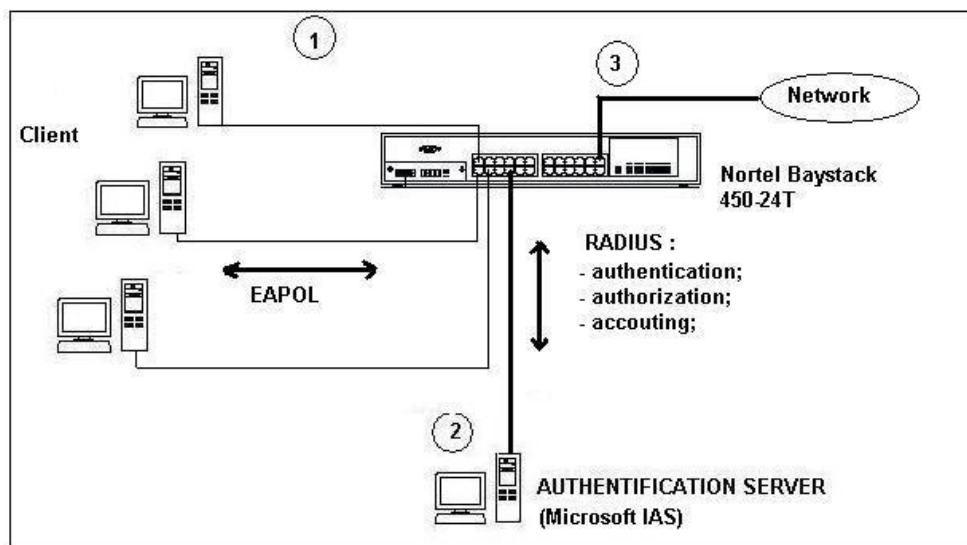 1
3
Network
Client
Nortel Baystack
450-24T
RADIUS :
- authentication;
- authorization;
- accouting;
EAPOL
2
AUTHENTIFICATION SERVER
(Microsoft IAS)